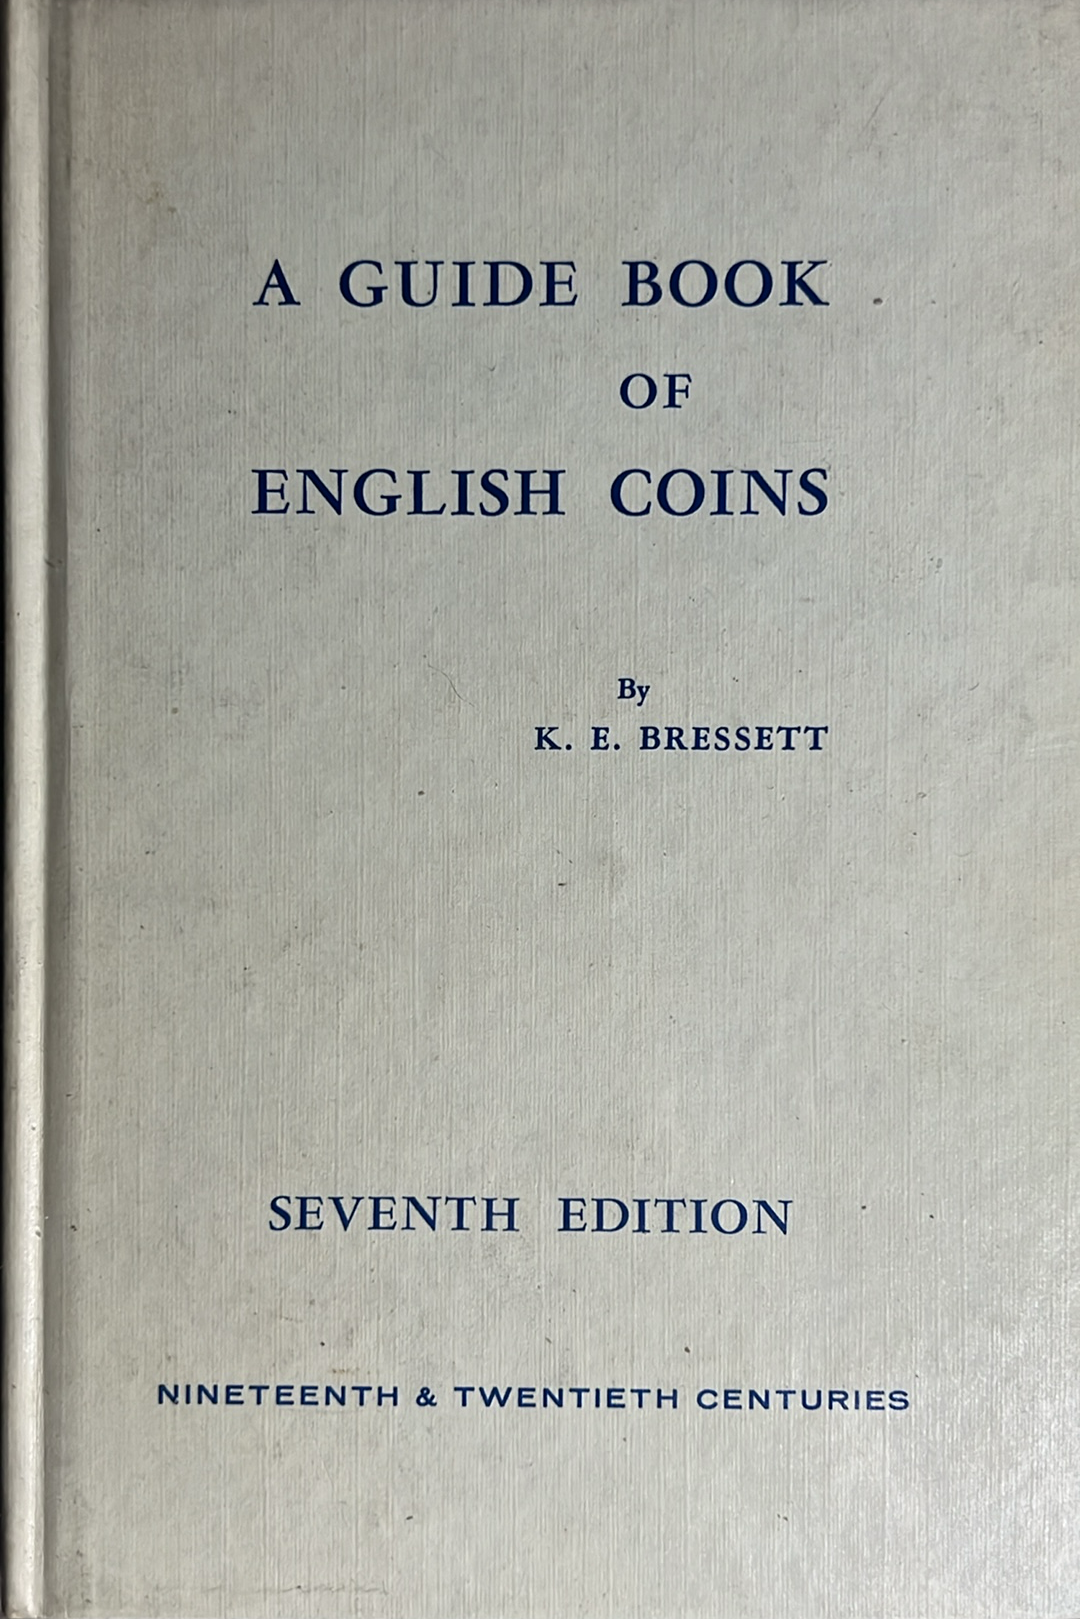 A GUIDE BOOK
OF
ENGLISH COINS
By
K. E. BRESSETT
SEVENTH EDITION
NINETEENTH & TWENTIETH CENTURIES